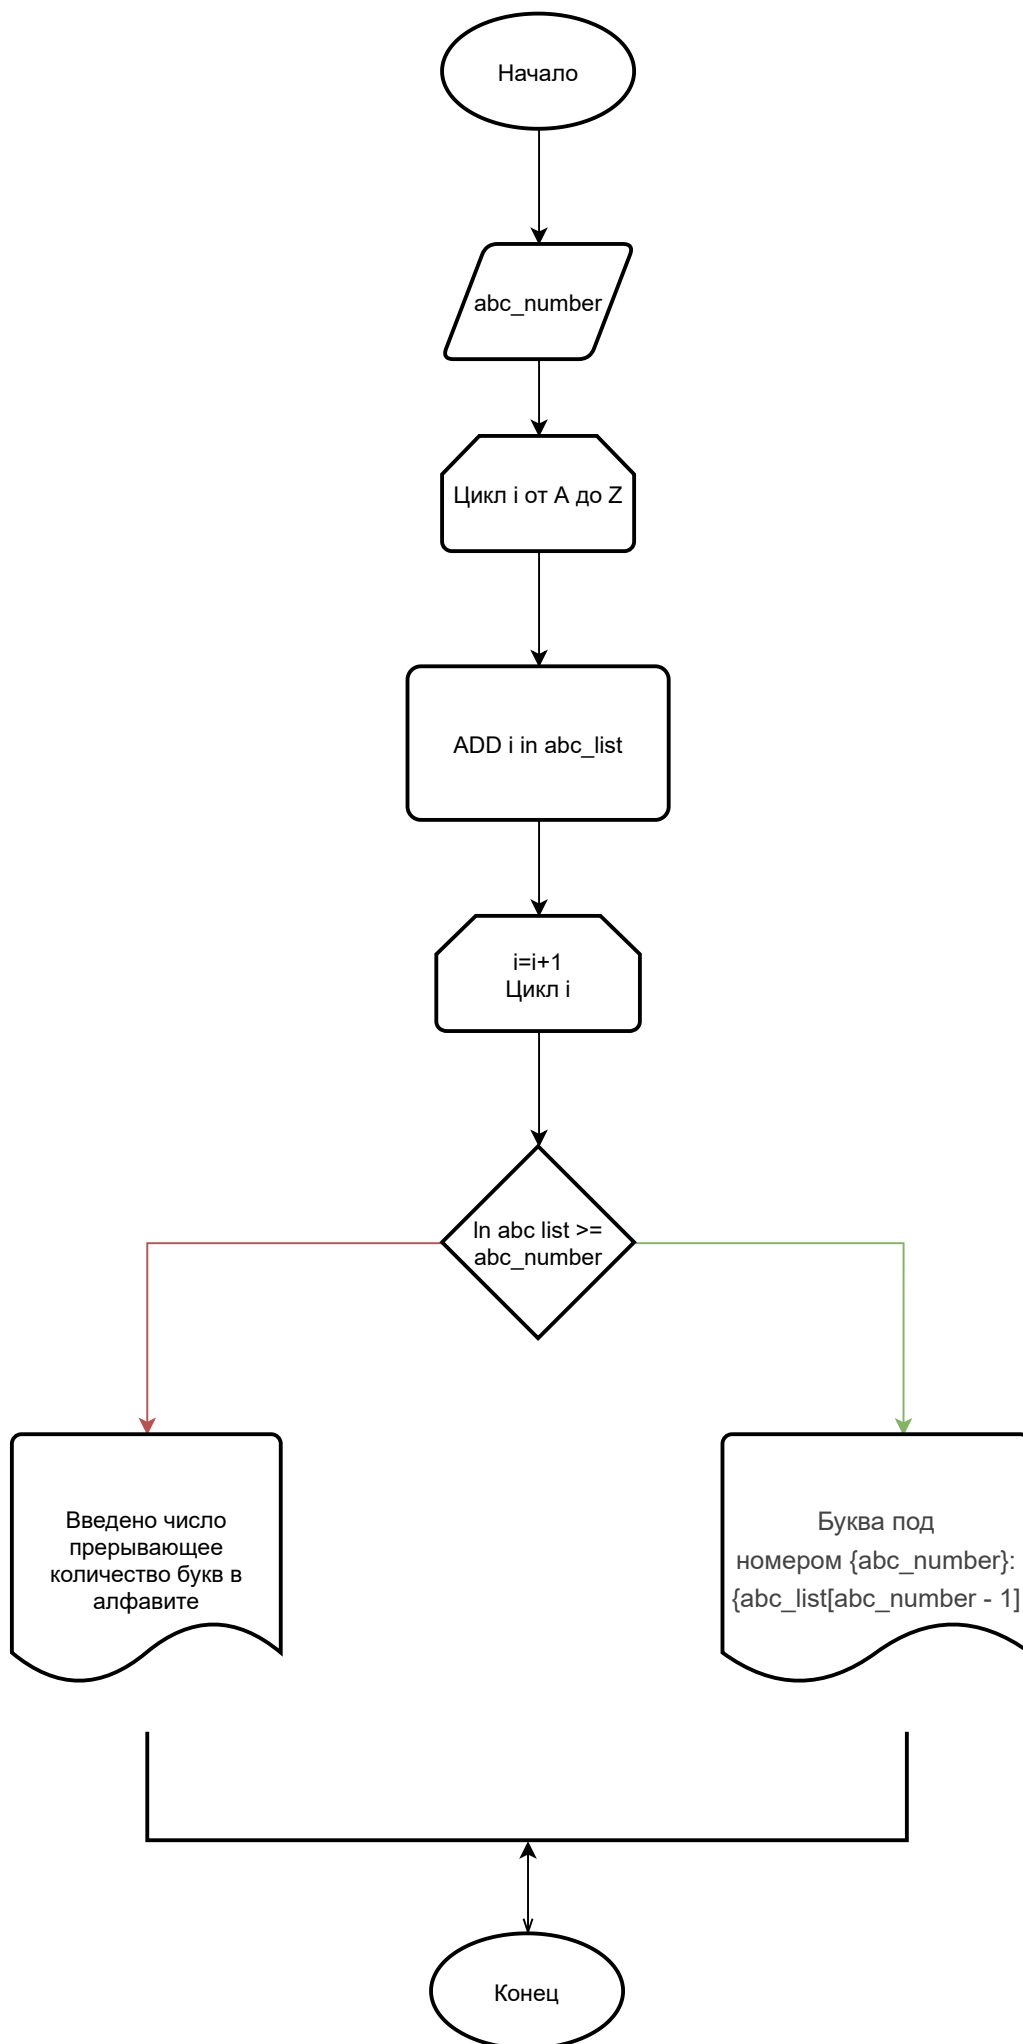 Начало
abc_number
Цикл i от A до Z
ADD i in abc_list
i=i+1
Цикл i
ln abc list >=
abc_number
Введено число
прерывающее
количество букв в
алфавите
Буква под
номером {abc_number}:
{abc_list[abc_number - 1]
Конец